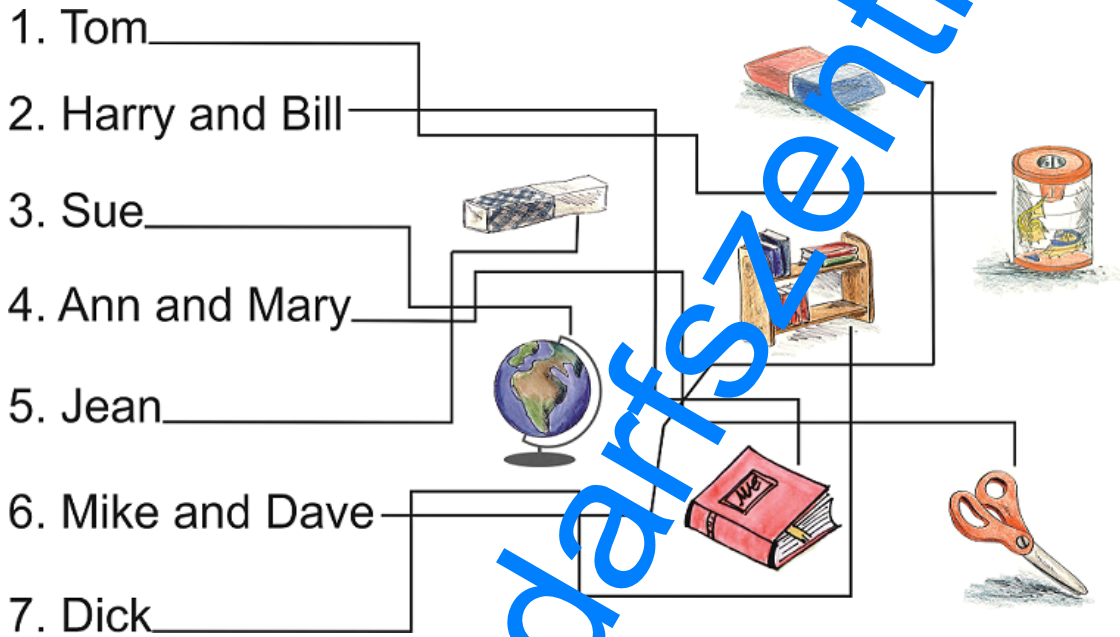 1. Tom
2. Harry and Bill
3. Sue
4. Ann and Mary
5. Jean
6. Mike and Dave
7. Dick